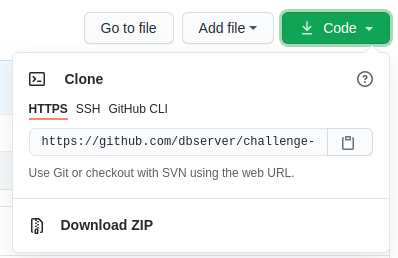 Go to file Add file Code
Clone
HTTPS SSH GitHub CLI
https://github.com/dbserver/challenge-
Use Git or checkout with SVN using the web URL.
Download ZIP